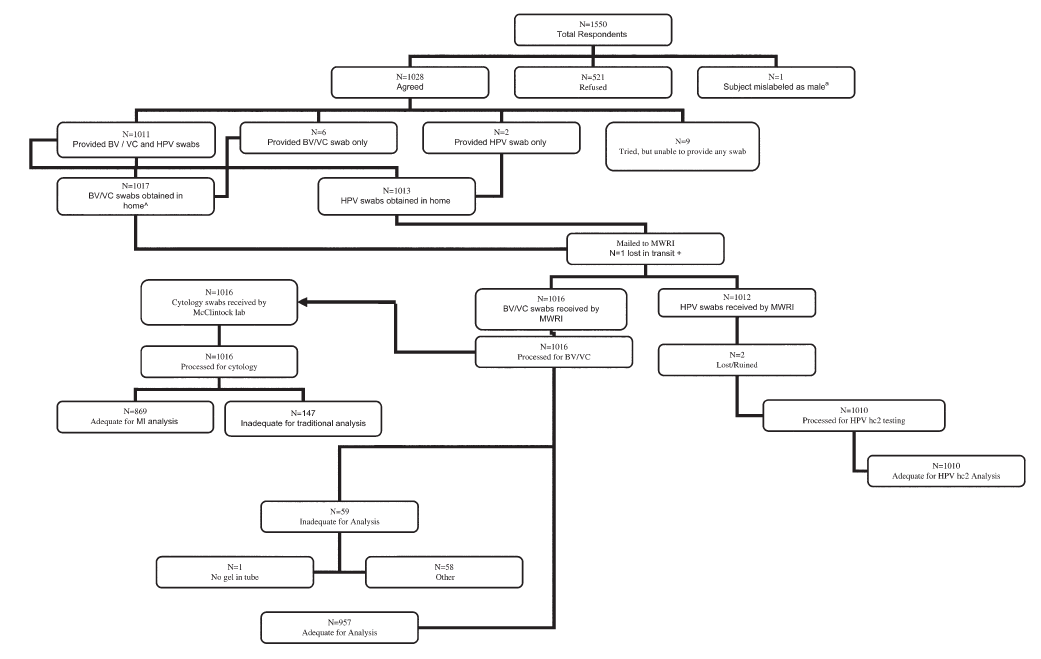 N=1550
Total Respondents
N=1028
Agreed
N=521
Refused
N=1
Subject mislabeled as male⁸
N=1011
Provided BV / VC and HPV swabs
N=6
Provided BV/VC swab only
N=2
Provided HPV swab only
N=9
Tried, but unable to provide any swab
N=1017
BV/VC swabs obtained in
home^
N=1013
HPV swabs obtained in home
Mailed to MWRI
N=1 lost in transit +
N=1016
Cytology swabs received by
McClintock lab
N=1016
BV/VC swabs received by
MWRI
N=1012
HPV swabs received by MWRI
N=1016
Processed for cytology
N=1016
Processed for BV/VC
N=2
Lost/Ruined
N=869
Adequate for MI analysis
N=147
Inadequate for traditional analysis
N=1010
Processed for HPV hc2 testing
N=1010
Adequate for HPV hc2 Analysis
N=59
Inadequate for Analysis
N=1
No gel in tube
N=58
Other
N=957
Adequate for Analysis